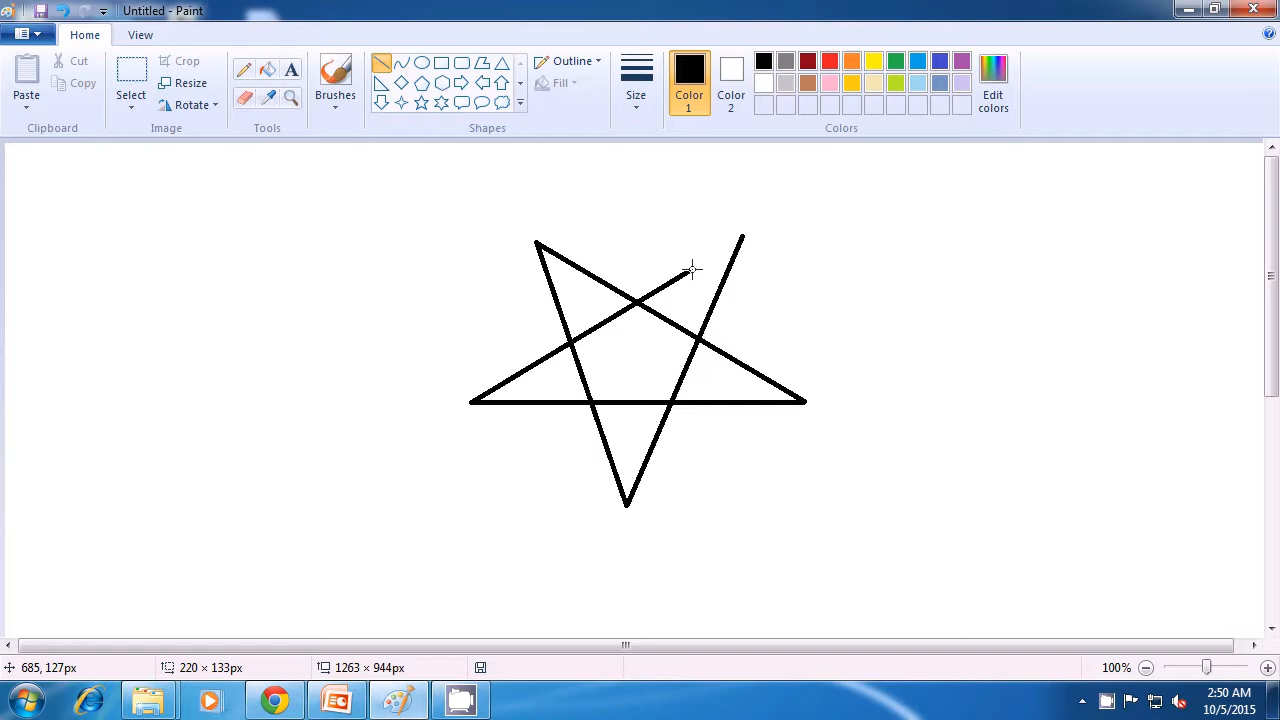 Untitled - Paint
Home View
Paste
Cut
Copy
Clipboard
Select
Crop
Resize
Rotate
Image
A
Tools
Brushes
Outline
Fill
Shapes
Size
Color 1
Color 2
Edit colors
Colors
685, 127px
220 × 133px
1263 × 944px
100%
2:50 AM
10/5/2015